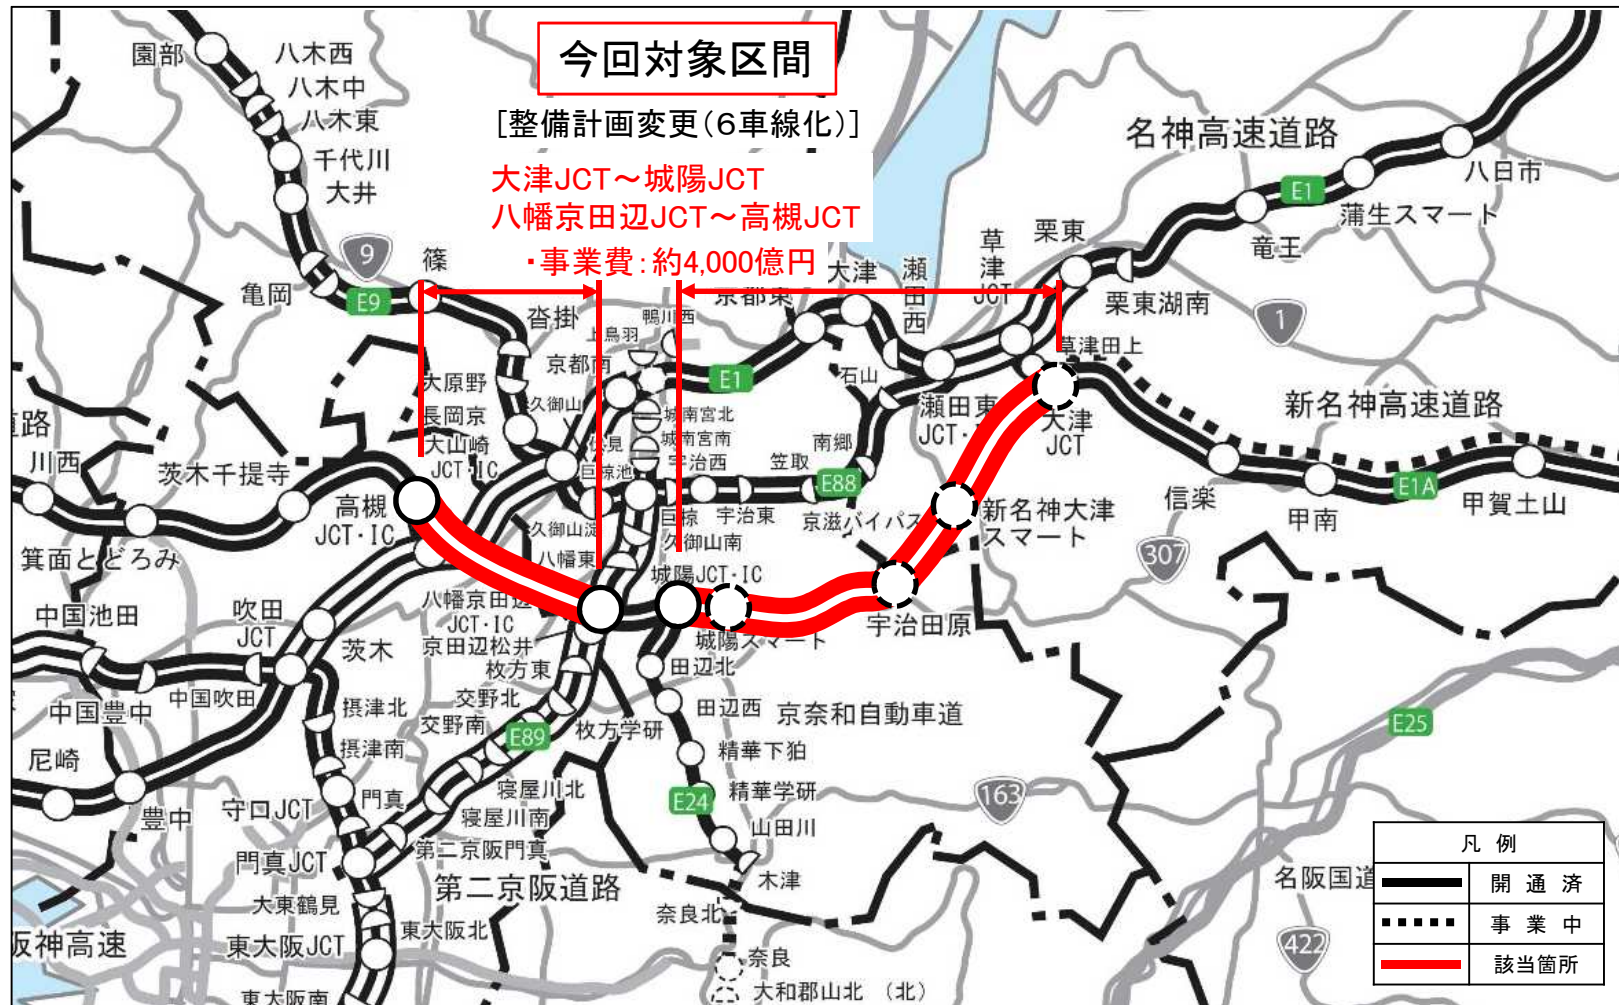 今回対象区間
[整備計画変更(6車線化)]
大津JCT～城陽JCT
八幡京田辺JCT～高槻JCT
・事業費:約4,000億円
園部
八木西
八木中
八木東
千代川
大井
9
亀岡
E9
篠
沓掛
上鳥羽
鴨川西
京都南
京都東
大津
瀬田西
草津JCT
栗東
栗東湖南
名神高速道路
E1
八日市
蒲生スマート
竜王
1
草津田上
新名神高速道路
大原野
長岡京
大山崎
JCT・IC
久御山
伏見
巨椋池
城南宮北
城南宮南
宇治西
E1
石山
瀬田東
JCT・
大津
JCT
南郷
笠取
E88
宇治東
京滋バイパス
巨椋
久御山南
久御山淀
八幡東
道路
川西
茨木千提寺
高槻
JCT・IC
箕面とどろみ
信楽
甲南
E1A
甲賀土山
新名神大津
スマート
307
城陽JCT・IC
城陽スマート
宇治田原
八幡京田辺
JCT・IC
京田辺松井
枚方東
交野北
交野南
枚方学研
E89
寝屋川北
寝屋川南
第二京阪門真
第二京阪道路
中国池田
吹田
JCT
茨木
中国吹田
中国豊中
摂津北
摂津南
尼崎
豊中
守口JCT
門真
門真JCT
大東鶴見
東大阪北
東大阪JCT
東大阪南
阪神高速
田辺北
田辺西
京奈和自動車道
精華下狛
精華学研
E24
山田川
木津
奈良北
奈良
大和郡山北 (北)
163
E25
名阪国道
422
凡 例
開 通 済
事 業 中
該当箇所